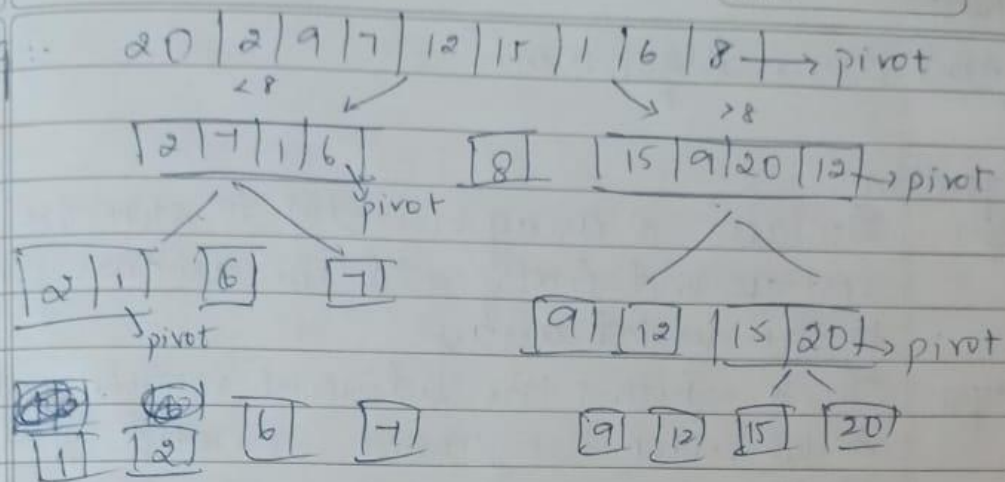 20 | 2 | 9 | 7 | 12 | 15 | 1 | 6 | 8 → pivot
< 8 > 8
2 | 7 | 1 | 6 8 15 | 9 | 20 | 12 → pivot
pivot
2 | 1 6 7
9 12 15 | 20 → pivot
pivot
1 2 6 7 9 12 15 20